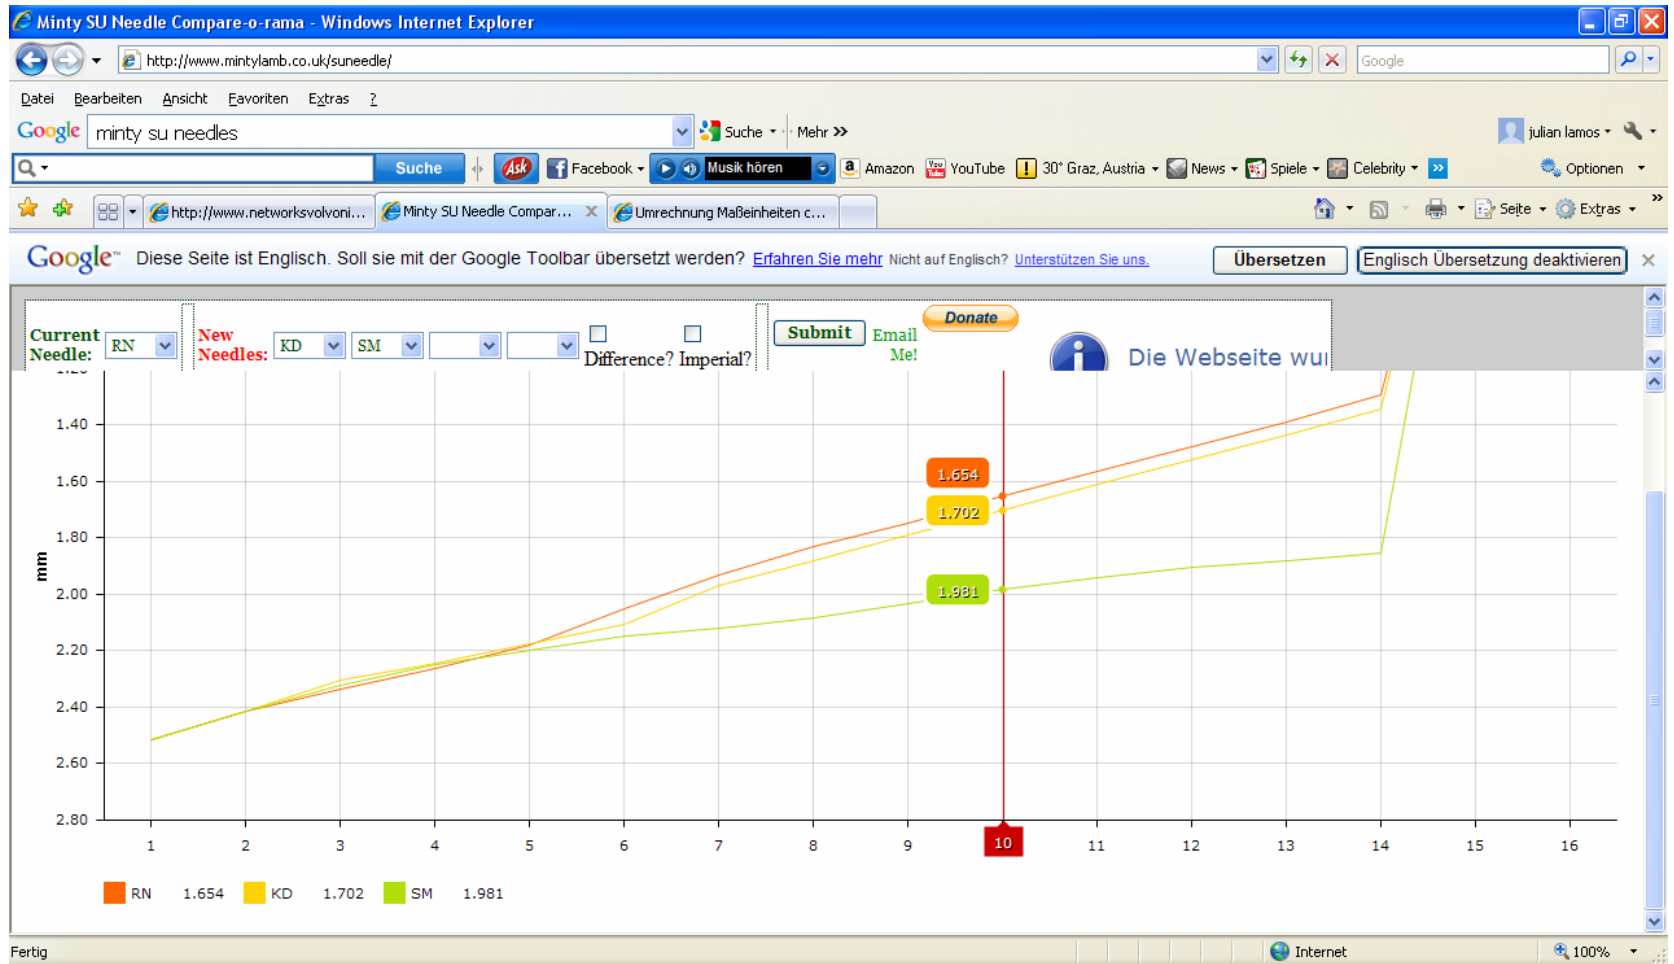 Minty SU Needle Compare-o-rama - Windows Internet Explorer
http://www.mintylamb.co.uk/suneedle/
Google
Datei Bearbeiten Ansicht Favoriten Extras ?
Google minty su needles Suche Mehr julian lamos
Suche Ask Facebook Musik hören Amazon YouTube 30° Graz, Austria News Spiele Celebrity Optionen
http://www.networksvolvoni... Minty SU Needle Compar... Umrechnung Maßeinheiten c... Seite Extras
Google™ Diese Seite ist Englisch. Soll sie mit der Google Toolbar übersetzt werden? Erfahren Sie mehr Nicht auf Englisch? Unterstützen Sie uns. Übersetzen Englisch Übersetzung deaktivieren
Current Needle: RN
New Needles: KD SM
Difference? Imperial?
Submit
Email Me!
Donate
Die Webseite wur
1.20
1.40
1.60
1.80
2.00
2.20
2.40
2.60
2.80
mm
1.654
1.702
1.981
1 2 3 4 5 6 7 8 9 10 11 12 13 14 15 16
RN 1.654 KD 1.702 SM 1.981
Fertig Internet 100%